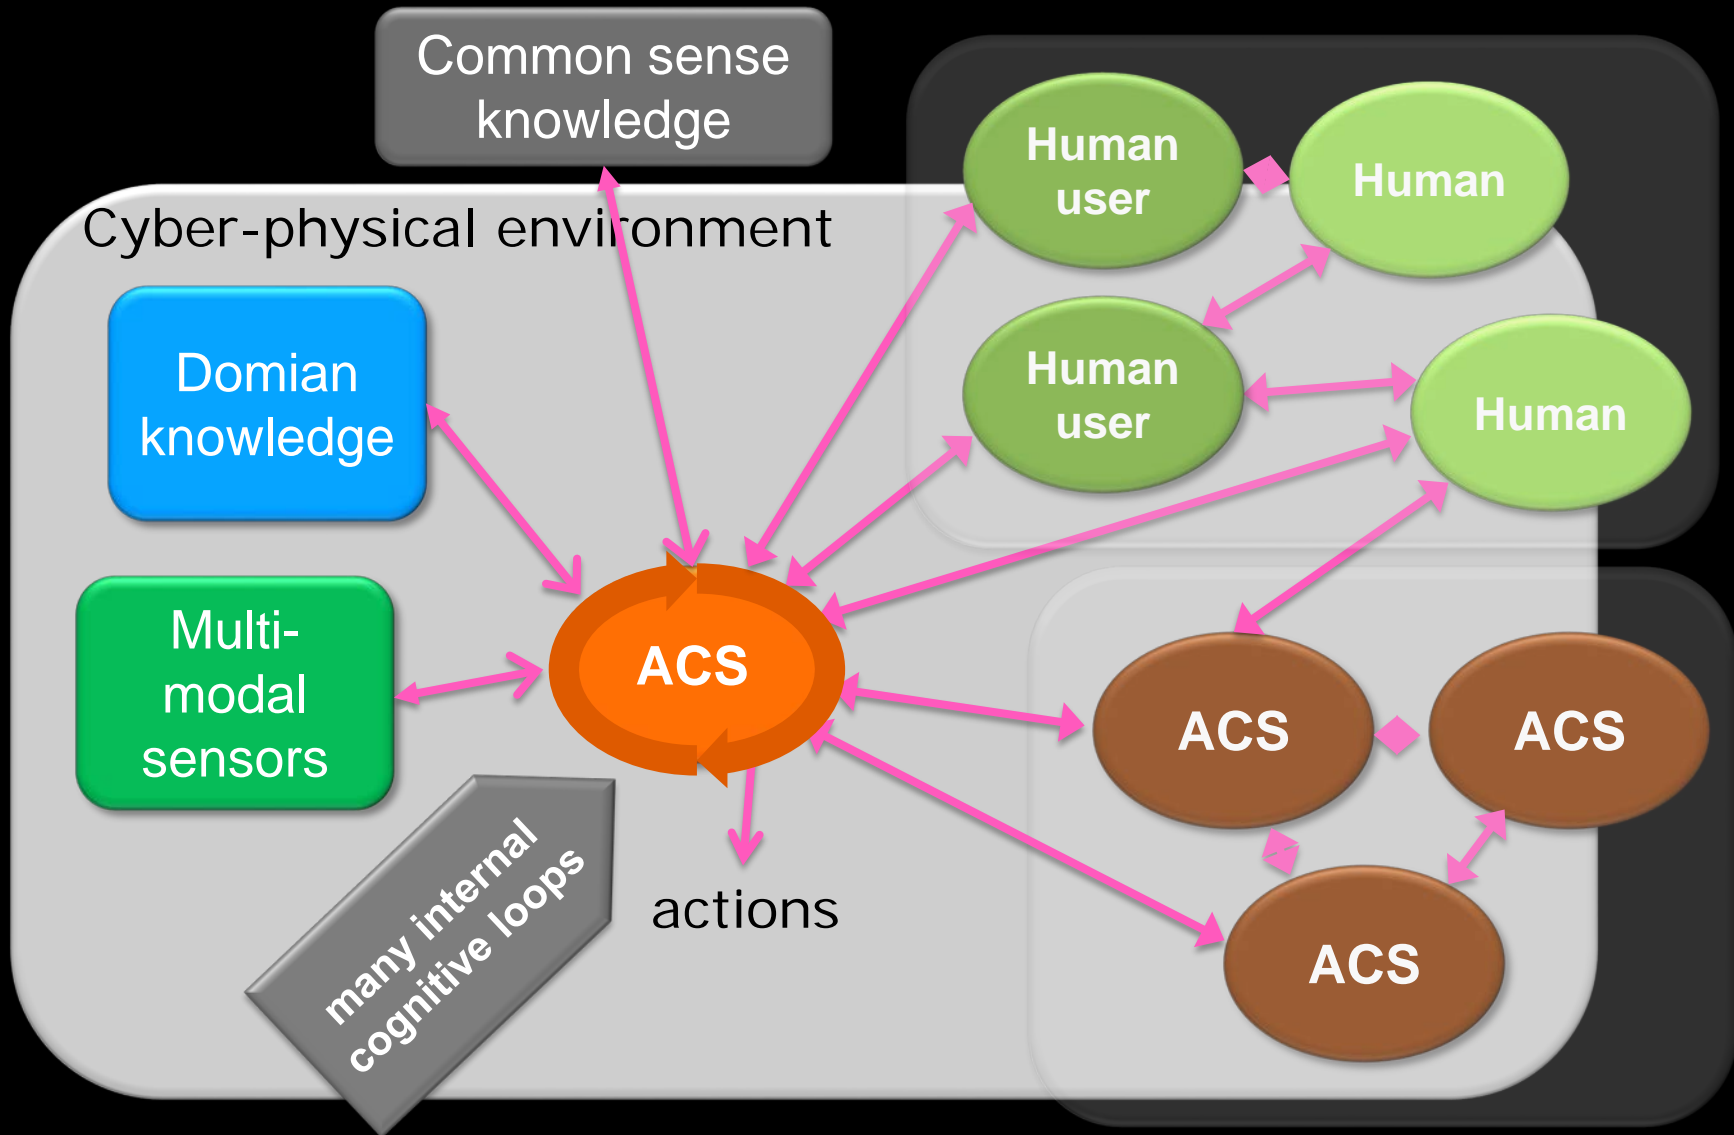 Common sense
knowledge
Cyber-physical environment
Human
user
Human
Domian
knowledge
Human
user
Human
Multi-
modal
sensors
ACS
ACS
ACS
many internal
cognitive loops
actions
ACS